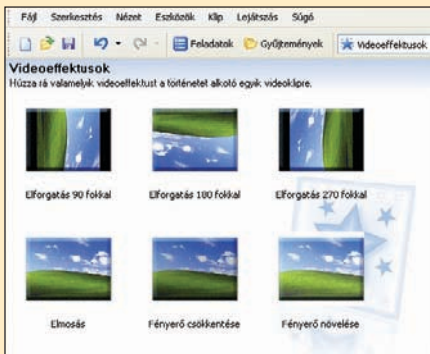 Fájl Szerkesztés Nézet Eszközök Klip Lejátszás Súgó
Feladatok Gyűjtemények Videoeffektusok
Videoeffektusok
Húzza rá valamelyik videoeffektust a történetet alkotó egyik videoklipre.
Elforgatás 90 fokkal Elforgatás 180 fokkal Elforgatás 270 fokkal
Elmosás Fényerő csökkentése Fényerő növelése